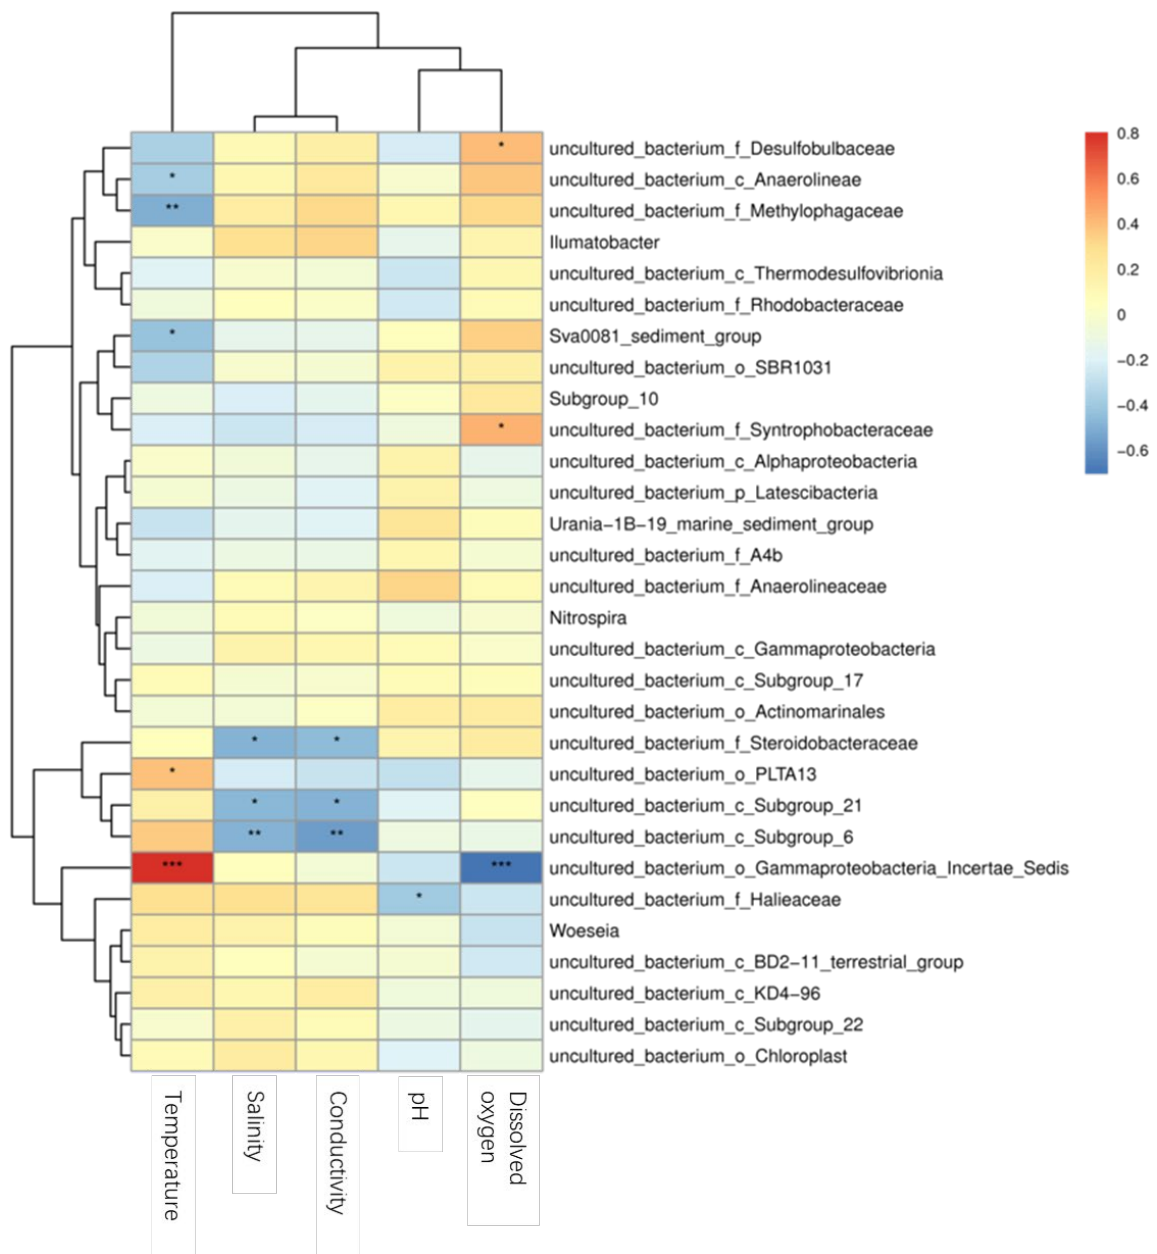 *
uncultured_bacterium_f_Desulfobulbaceae
*
uncultured_bacterium_c_Anaerolineae
**
uncultured_bacterium_f_Methylophagaceae
Ilumatobacter
uncultured_bacterium_c_Thermodesulfovibrionia
uncultured_bacterium_f_Rhodobacteraceae
*
Sva0081_sediment_group
uncultured_bacterium_o_SBR1031
Subgroup_10
*
uncultured_bacterium_f_Syntrophobacteraceae
uncultured_bacterium_c_Alphaproteobacteria
uncultured_bacterium_p_Latescibacteria
Urania−1B−19_marine_sediment_group
uncultured_bacterium_f_A4b
uncultured_bacterium_f_Anaerolineaceae
Nitrospira
uncultured_bacterium_c_Gammaproteobacteria
uncultured_bacterium_c_Subgroup_17
uncultured_bacterium_o_Actinomarinales
* *
uncultured_bacterium_f_Steroidobacteraceae
*
uncultured_bacterium_o_PLTA13
* *
uncultured_bacterium_c_Subgroup_21
** **
uncultured_bacterium_c_Subgroup_6
*** ***
uncultured_bacterium_o_Gammaproteobacteria_Incertae_Sedis
*
uncultured_bacterium_f_Halieaceae
Woeseia
uncultured_bacterium_c_BD2−11_terrestrial_group
uncultured_bacterium_c_KD4−96
uncultured_bacterium_c_Subgroup_22
uncultured_bacterium_o_Chloroplast
0.8
0.6
0.4
0.2
0
−0.2
−0.4
−0.6
Temperature
Salinity
Conductivity
pH
Dissolved
oxygen